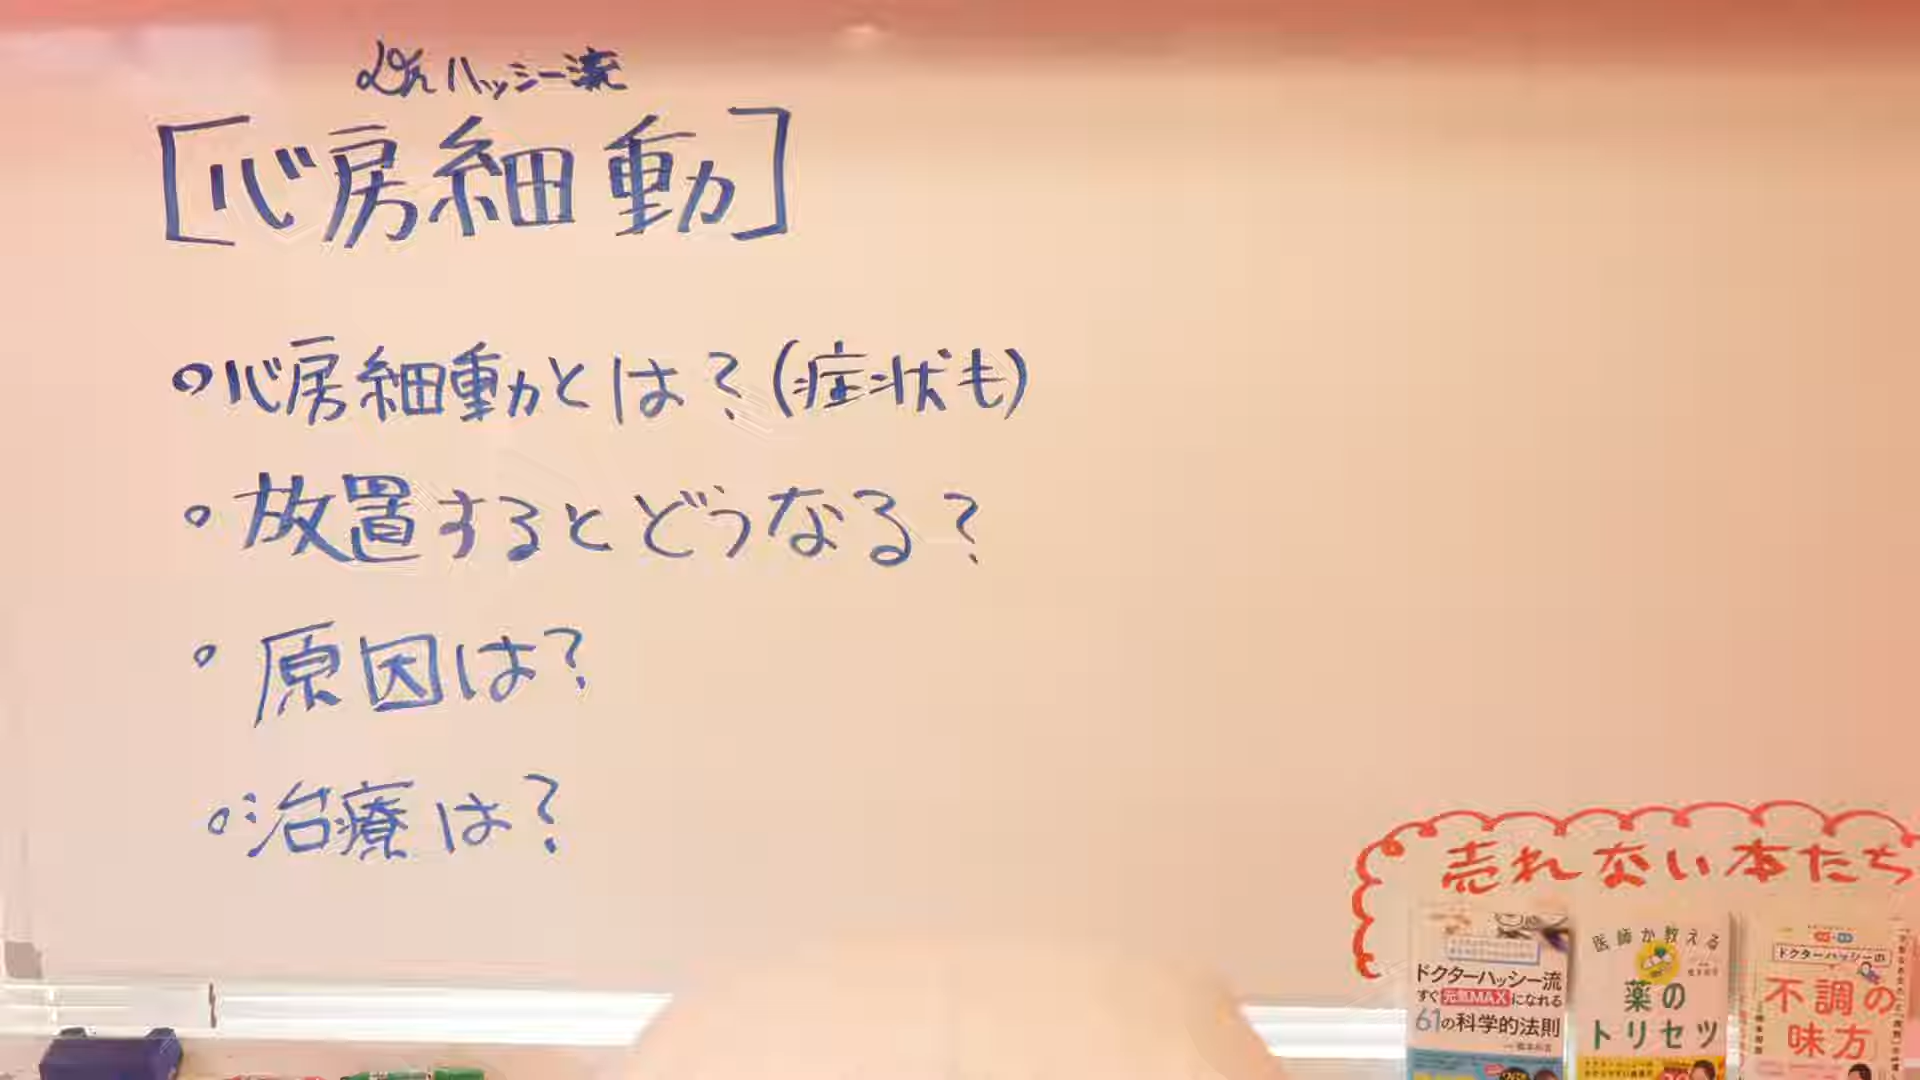 Dr.ハッシー流
[心房細動]
○心房細動とは?(症状も)
○放置するとどうなる?
○原因は?
○治療は?
売れない本たち
ドクターハッシー流
すぐ元気MAXになれる
61の科学的法則
医師が教える
薬の
トリセツ
ドクターハッシーの
不調の
味方